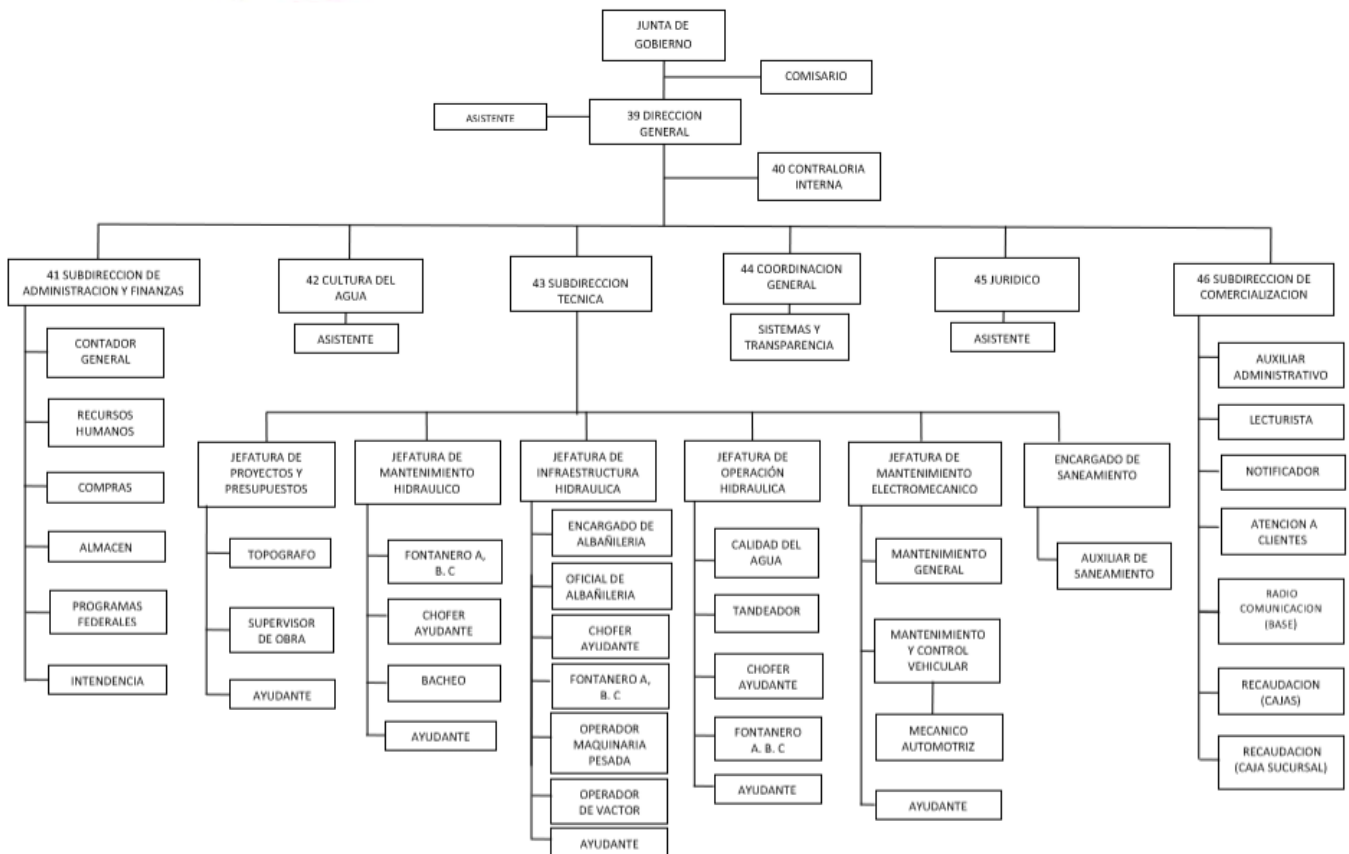 JUNTA DE
GOBIERNO
COMISARIO
ASISTENTE
39 DIRECCION
GENERAL
40 CONTRALORIA
INTERNA
41 SUBDIRECCION DE
ADMINISTRACION Y FINANZAS
42 CULTURA DEL
AGUA
43 SUBDIRECCION
TECNICA
44 COORDINACION
GENERAL
45 JURIDICO
46 SUBDIRECCION DE
COMERCIALIZACION
ASISTENTE
SISTEMAS Y
TRANSPARENCIA
ASISTENTE
CONTADOR
GENERAL
RECURSOS
HUMANOS
COMPRAS
ALMACEN
PROGRAMAS
FEDERALES
INTENDENCIA
JEFATURA DE
PROYECTOS Y
PRESUPUESTOS
TOPOGRAFO
SUPERVISOR
DE OBRA
AYUDANTE
JEFATURA DE
MANTENIMIENTO
HIDRAULICO
FONTANERO A,
B. C
CHOFER
AYUDANTE
BACHEO
AYUDANTE
JEFATURA DE
INFRAESTRUCTURA
HIDRAULICA
ENCARGADO DE
ALBAÑILERIA
OFICIAL DE
ALBAÑILERIA
CHOFER
AYUDANTE
FONTANERO A,
B. C
OPERADOR
MAQUINARIA
PESADA
OPERADOR
DE VACTOR
AYUDANTE
JEFATURA DE
OPERACIÓN
HIDRAULICA
CALIDAD DEL
AGUA
TANDEADOR
CHOFER
AYUDANTE
FONTANERO
A. B. C
AYUDANTE
JEFATURA DE
MANTENIMIENTO
ELECTROMECANICO
MANTENIMIENTO
GENERAL
MANTENIMIENTO
Y CONTROL
VEHICULAR
MECANICO
AUTOMOTRIZ
AYUDANTE
ENCARGADO DE
SANEAMIENTO
AUXILIAR DE
SANEAMIENTO
AUXILIAR
ADMINISTRATIVO
LECTURISTA
NOTIFICADOR
ATENCION A
CLIENTES
RADIO
COMUNICACION
(BASE)
RECAUDACION
(CAJAS)
RECAUDACION
(CAJA SUCURSAL)